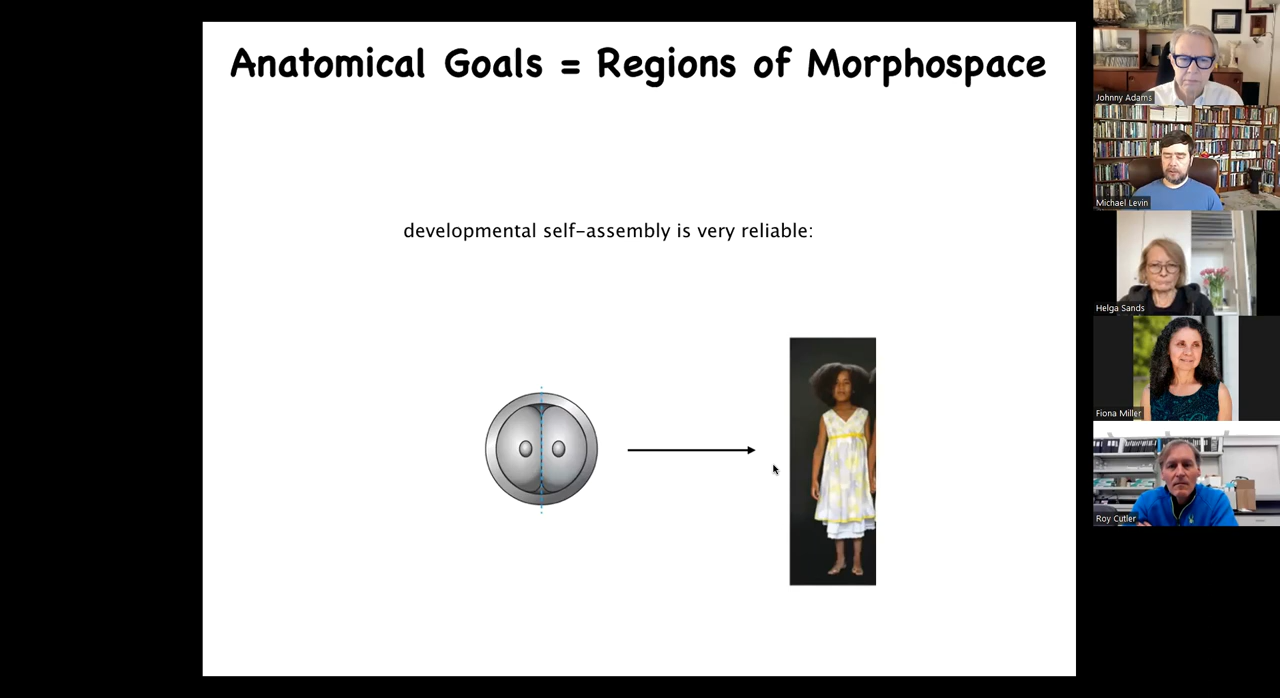 Anatomical Goals = Regions of Morphospace
developmental self-assembly is very reliable:
Johnny Adams
Michael Levin
Helga Sands
Fiona Miller
Roy Cutler